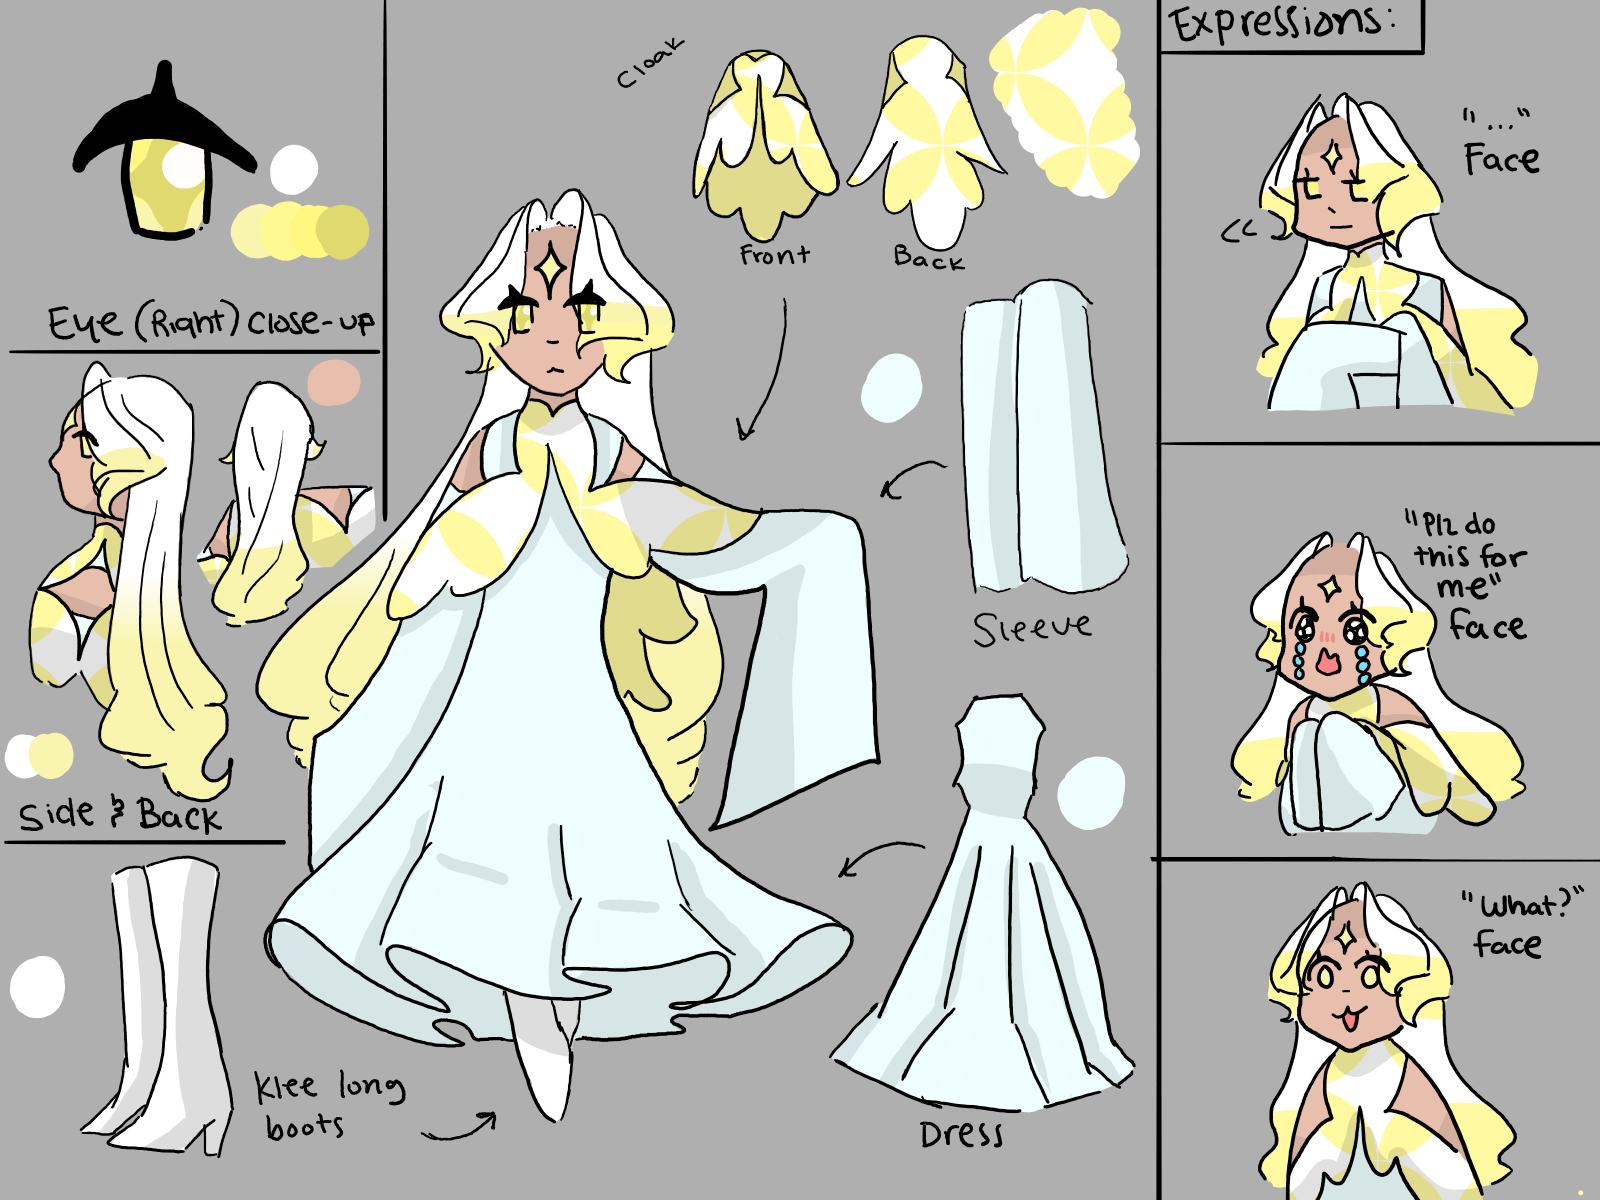 Expressions:
Cloak
Front
Back
"..."
Face
<<
Eye (Right) close-up
"Plz do
this for
me"
face
Sleeve
Side & Back
"What?"
face
Klee long
boots
Dress